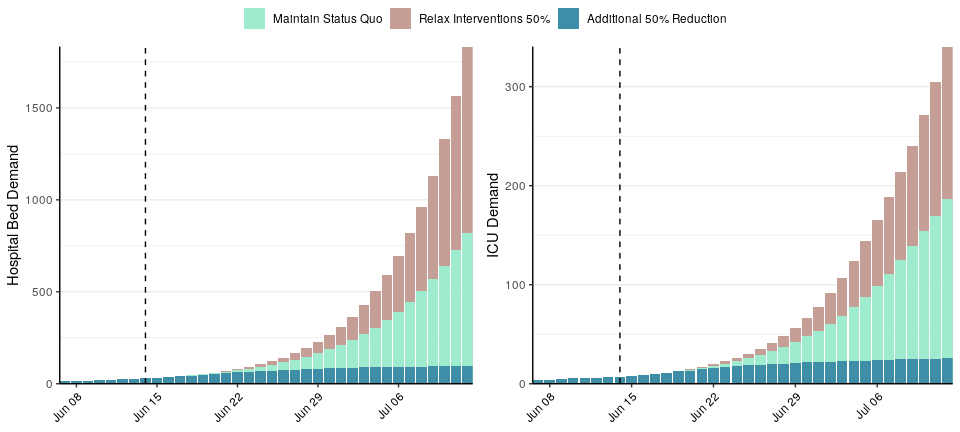 Maintain Status Quo Relax Interventions 50% Additional 50% Reduction
Hospital Bed Demand
1500
1000
500
0
Jun 08 Jun 15 Jun 22 Jun 29 Jul 06
ICU Demand
300
200
100
0
Jun 08 Jun 15 Jun 22 Jun 29 Jul 06